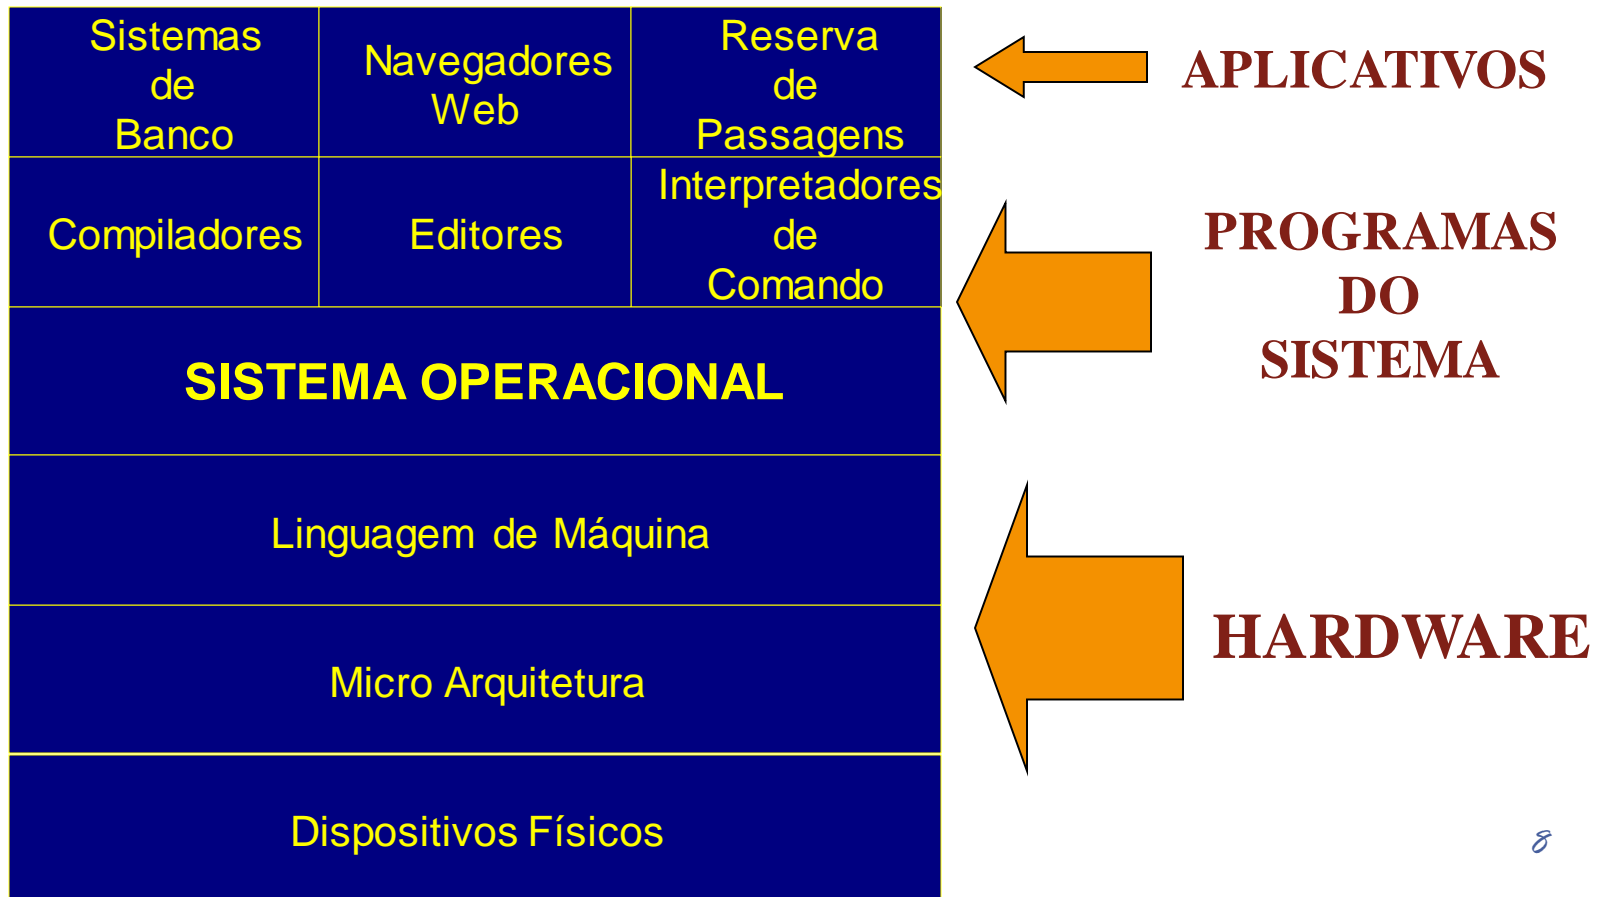 Sistemas
de
Banco
Navegadores
Web
Reserva
de
Passagens
APLICATIVOS
Compiladores
Editores
Interpretadores
de
Comando
PROGRAMAS
DO
SISTEMA
SISTEMA OPERACIONAL
Linguagem de Máquina
Micro Arquitetura
HARDWARE
Dispositivos Físicos
8